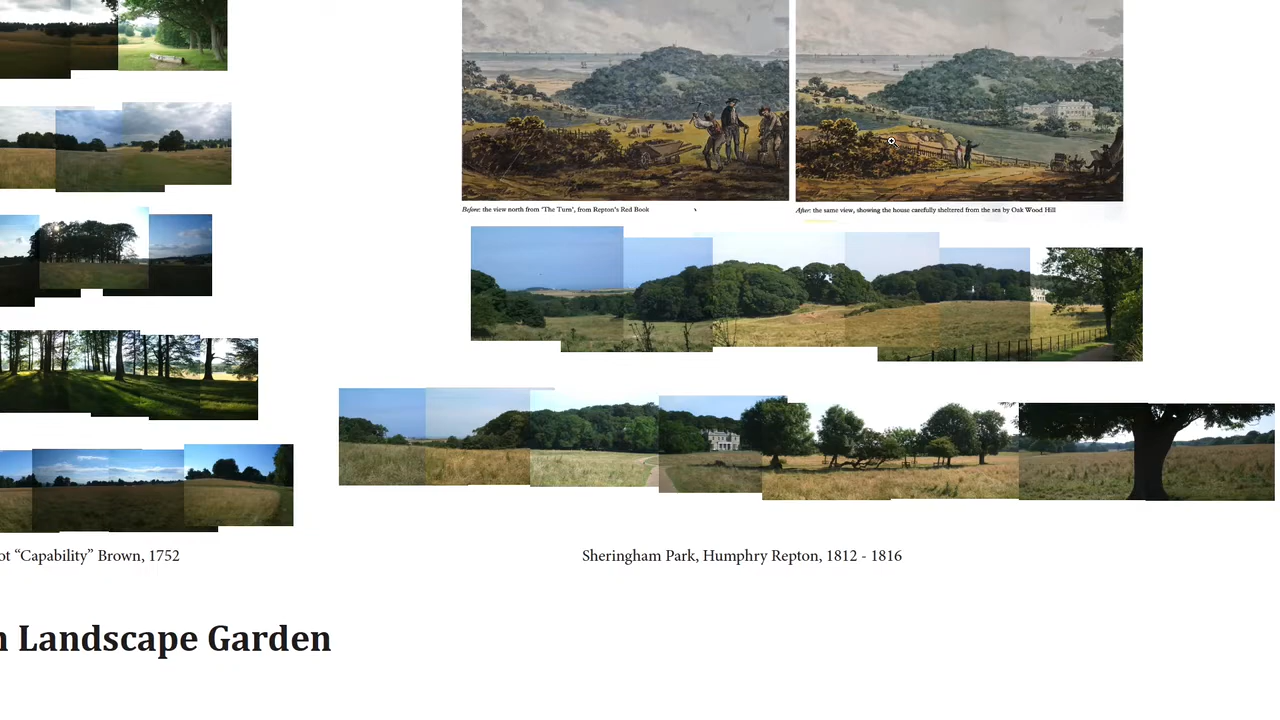 Before: the view north from ‘The Turn’, from Repton’s Red Book
After: the same view, showing the house carefully sheltered from the sea by Oak Wood Hill
ot “Capability” Brown, 1752
Sheringham Park, Humphry Repton, 1812 - 1816
n Landscape Garden